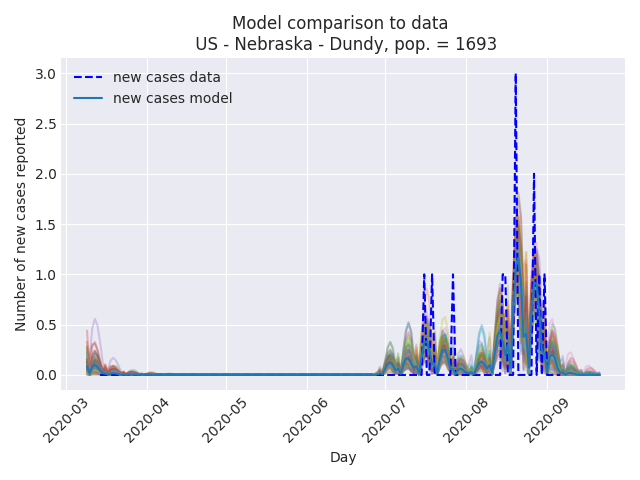 Model comparison to data
US - Nebraska - Dundy, pop. = 1693
new cases data
new cases model
Number of new cases reported
3.0
2.5
2.0
1.5
1.0
0.5
0.0
2020-03
2020-04
2020-05
2020-06
2020-07
2020-08
2020-09
Day